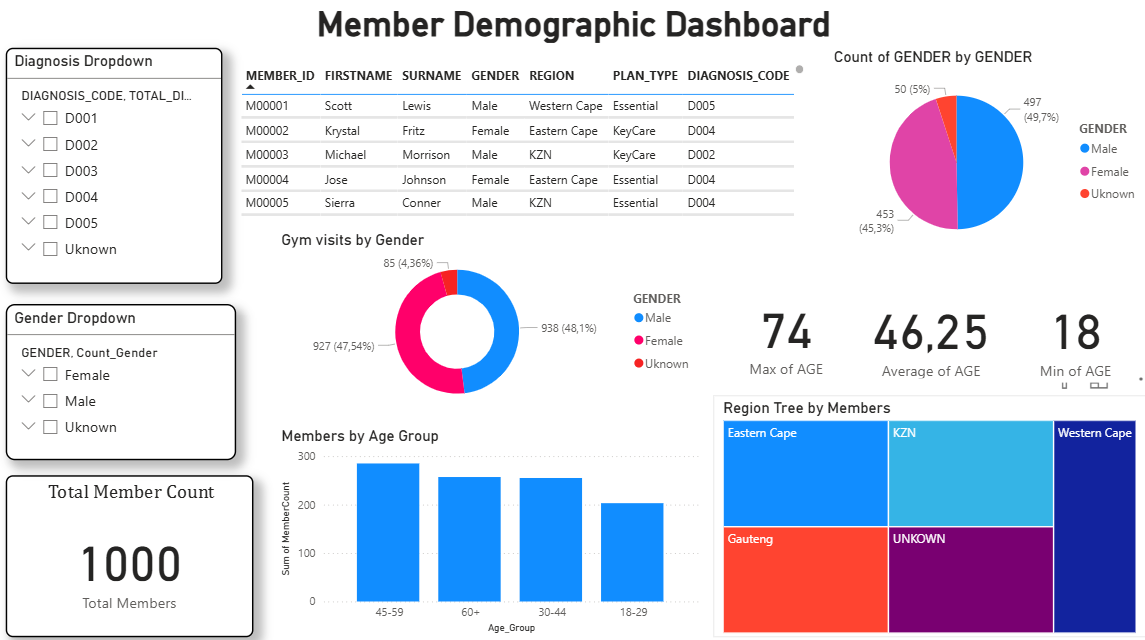 Member Demographic Dashboard
Diagnosis Dropdown
DIAGNOSIS_CODE, TOTAL_DI...
D001
D002
D003
D004
D005
Uknown
Gender Dropdown
GENDER, Count_Gender
Female
Male
Uknown
Total Member Count
1000
Total Members
MEMBER_ID FIRSTNAME SURNAME GENDER REGION PLAN_TYPE DIAGNOSIS_CODE
M00001 Scott Lewis Male Western Cape Essential D005
M00002 Krystal Fritz Female Eastern Cape KeyCare D004
M00003 Michael Morrison Male KZN KeyCare D002
M00004 Jose Johnson Female Eastern Cape Essential D004
M00005 Sierra Conner Male KZN Essential D004
Count of GENDER by GENDER
50 (5%)
497
(49,7%)
453
(45,3%)
GENDER
Male
Female
Uknown
Gym visits by Gender
85 (4,36%)
938 (48,1%)
927 (47,54%)
GENDER
Male
Female
Uknown
74
Max of AGE
46,25
Average of AGE
18
Min of AGE
Members by Age Group
Sum of MemberCount
300
200
100
0
45-59 60+ 30-44 18-29
Age_Group
Region Tree by Members
Eastern Cape
KZN
Western Cape
Gauteng
UNKOWN